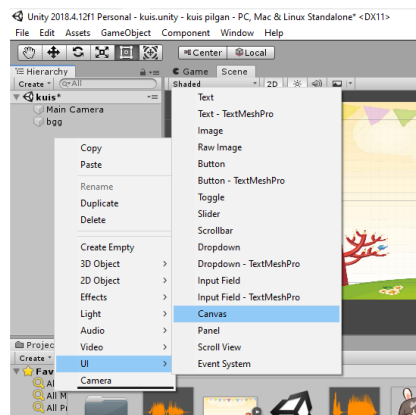 Unity 2018.4.12f1 Personal - kuis.unity - kuis pilgan - PC, Mac & Linux Standalone* <DX11>
File Edit Assets GameObject Component Window Help
Center Local
Hierarchy
Create All
kuis*
Main Camera
bgg
Game Scene
Shaded 2D
Copy
Paste
Rename
Duplicate
Delete
Create Empty
3D Object
2D Object
Effects
Light
Audio
Video
UI
Camera
Text
Text - TextMeshPro
Image
Raw Image
Button
Button - TextMeshPro
Toggle
Slider
Scrollbar
Dropdown
Dropdown - TextMeshPro
Input Field
Input Field - TextMeshPro
Canvas
Panel
Scroll View
Event System
Projec
Create
Fav
All M
All P